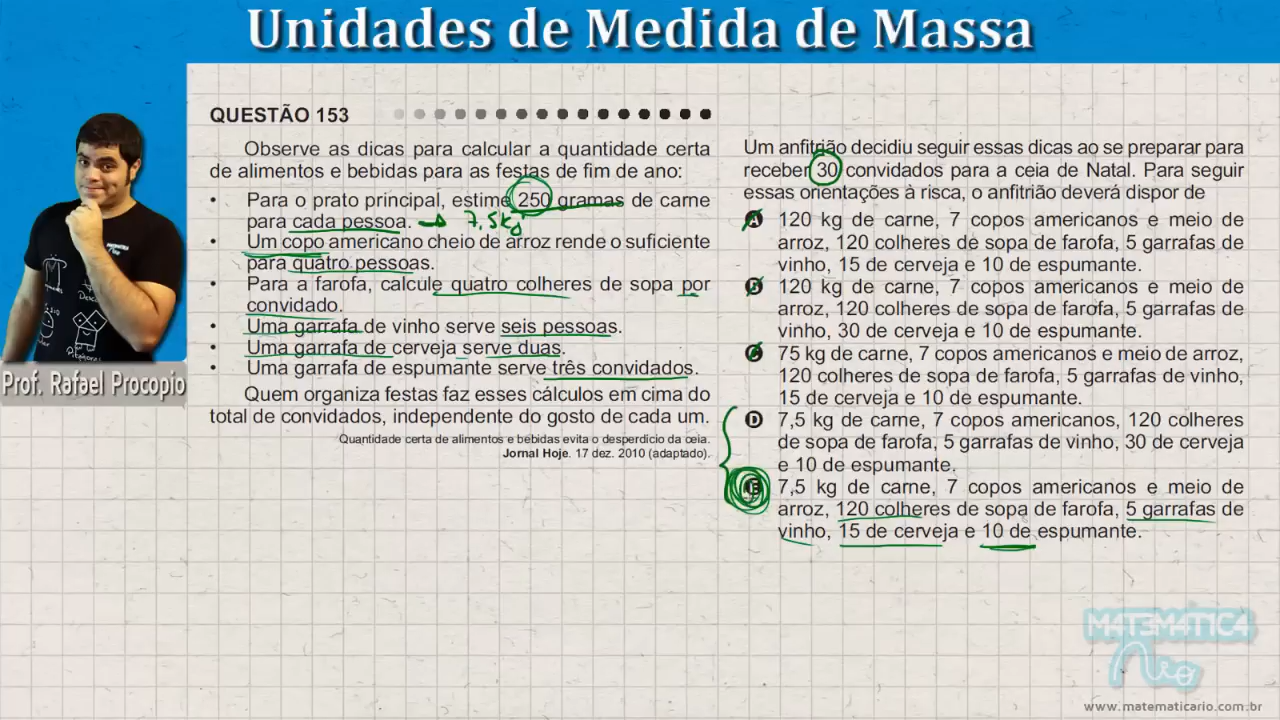 Unidades de Medida de Massa
QUESTÃO 153
Observe as dicas para calcular a quantidade certa
de alimentos e bebidas para as festas de fim de ano:
• Para o prato principal, estime 250 gramas de carne
para cada pessoa. → 7,5kg
• Um copo americano cheio de arroz rende o suficiente
para quatro pessoas.
• Para a farofa, calcule quatro colheres de sopa por
convidado.
• Uma garrafa de vinho serve seis pessoas.
• Uma garrafa de cerveja serve duas.
• Uma garrafa de espumante serve três convidados.
Quem organiza festas faz esses cálculos em cima do
total de convidados, independente do gosto de cada um.
Quantidade certa de alimentos e bebidas evita o desperdício da ceia.
Jornal Hoje. 17 dez. 2010 (adaptado).
Um anfitrião decidiu seguir essas dicas ao se preparar para
receber 30 convidados para a ceia de Natal. Para seguir
essas orientações à risca, o anfitrião deverá dispor de
A 120 kg de carne, 7 copos americanos e meio de
arroz, 120 colheres de sopa de farofa, 5 garrafas de
vinho, 15 de cerveja e 10 de espumante.
B 120 kg de carne, 7 copos americanos e meio de
arroz, 120 colheres de sopa de farofa, 5 garrafas de
vinho, 30 de cerveja e 10 de espumante.
C 75 kg de carne, 7 copos americanos e meio de arroz,
120 colheres de sopa de farofa, 5 garrafas de vinho,
15 de cerveja e 10 de espumante.
D 7,5 kg de carne, 7 copos americanos, 120 colheres
de sopa de farofa, 5 garrafas de vinho, 30 de cerveja
e 10 de espumante.
E 7,5 kg de carne, 7 copos americanos e meio de
arroz, 120 colheres de sopa de farofa, 5 garrafas de
vinho, 15 de cerveja e 10 de espumante.
Prof. Rafael Procopio
MATEMATICA
Rio
www.matematicario.com.br